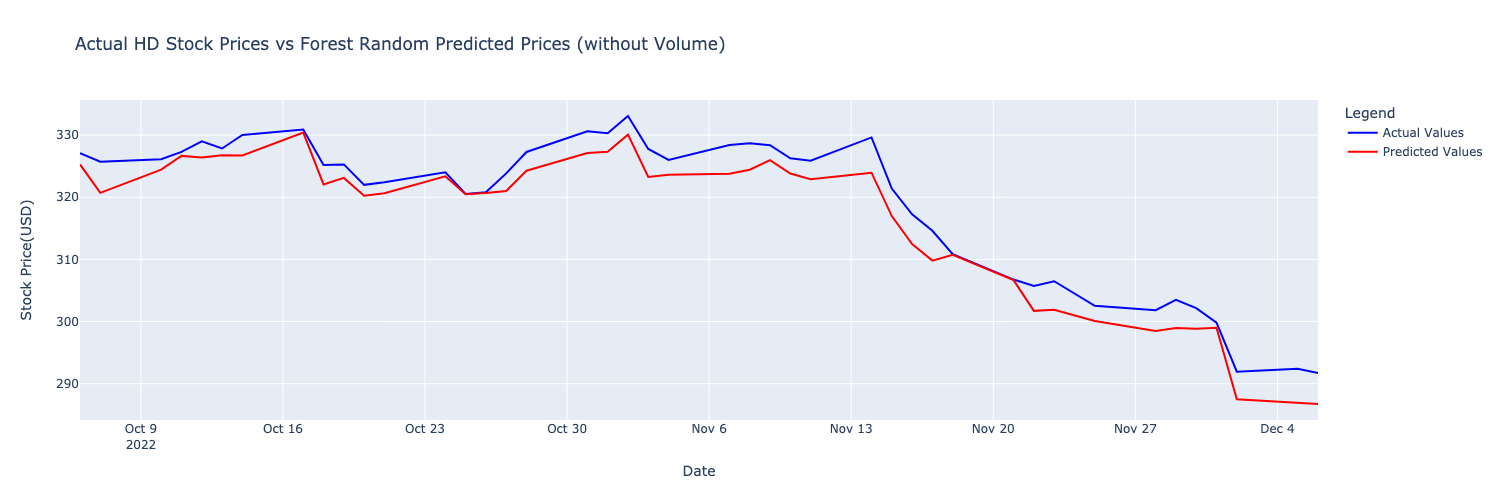 Actual HD Stock Prices vs Forest Random Predicted Prices (without Volume)
Legend
Actual Values
Predicted Values
Stock Price(USD)
330
320
310
300
290
Oct 9
2022
Oct 16
Oct 23
Oct 30
Nov 6
Nov 13
Nov 20
Nov 27
Dec 4
Date